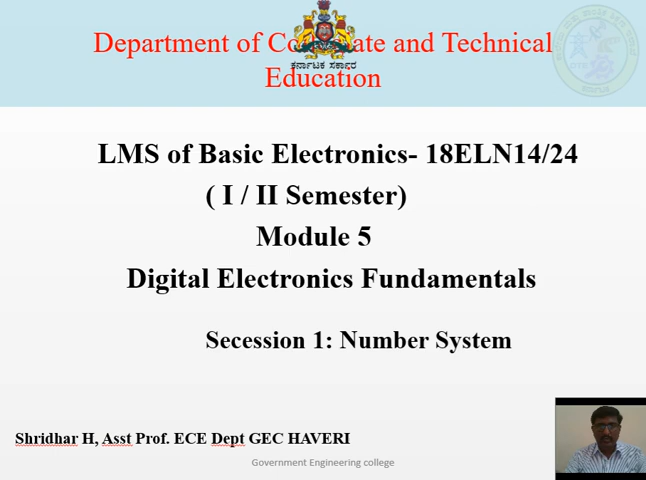 Department of Co ate and Technical
Education
ಕರ್ನಾಟಕ ಸರ್ಕಾರ
LMS of Basic Electronics- 18ELN14/24
( I / II Semester)
Module 5
Digital Electronics Fundamentals
Secession 1: Number System
Shridhar H, Asst Prof. ECE Dept GEC HAVERI
Government Engineering college